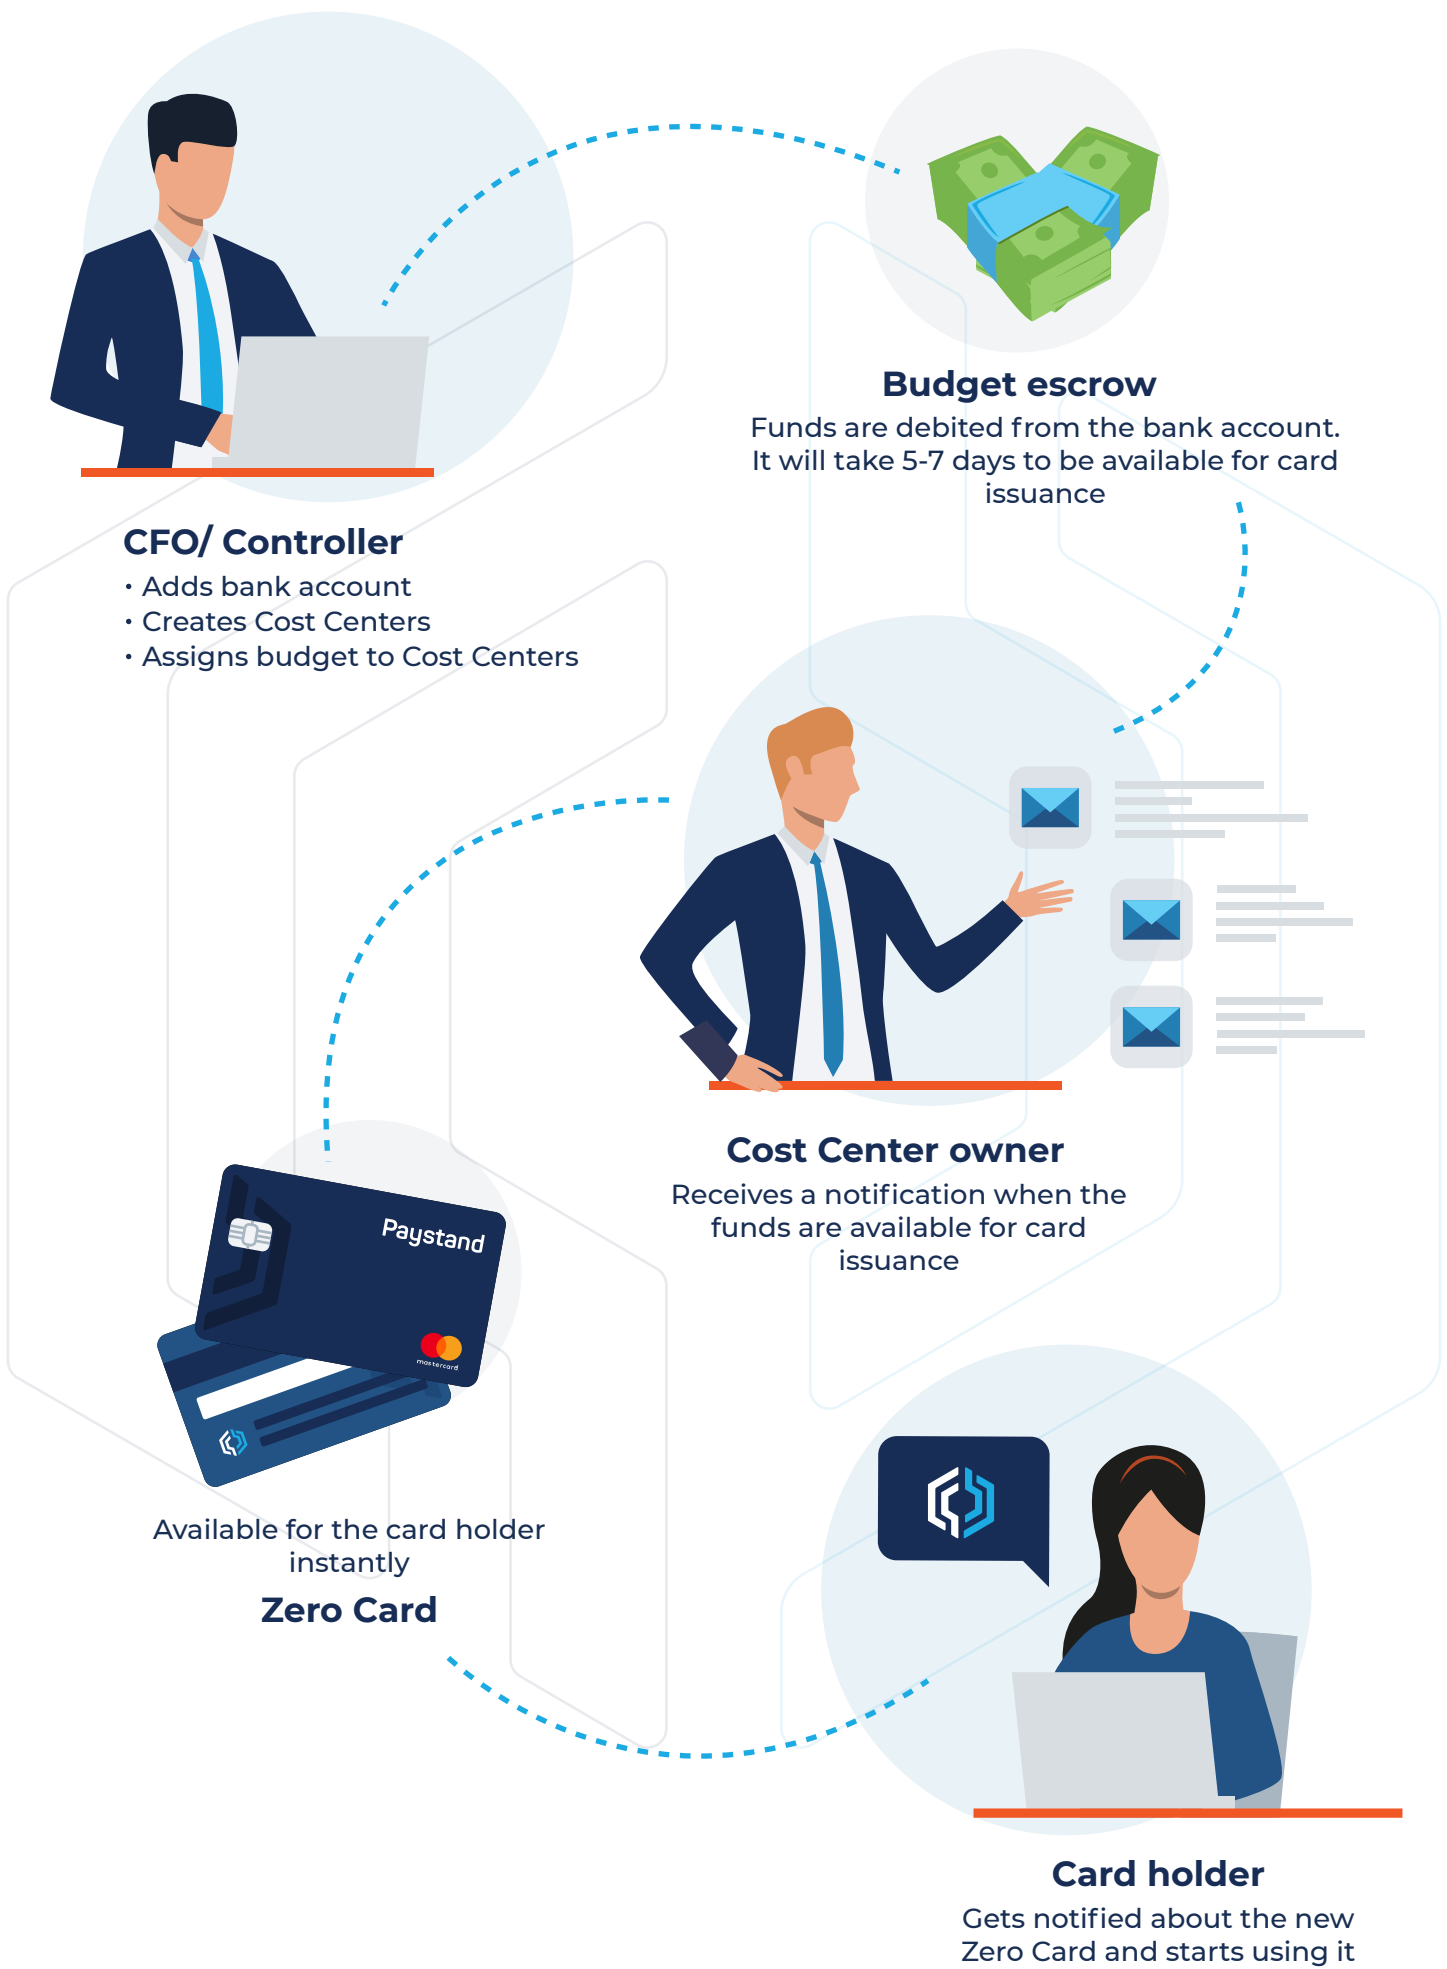 Budget escrow
Funds are debited from the bank account.
It will take 5-7 days to be available for card
issuance
CFO/ Controller
• Adds bank account
• Creates Cost Centers
• Assigns budget to Cost Centers
Cost Center owner
Receives a notification when the
funds are available for card
issuance
Paystand
mastercard
Available for the card holder
instantly
Zero Card
Card holder
Gets notified about the new
Zero Card and starts using it